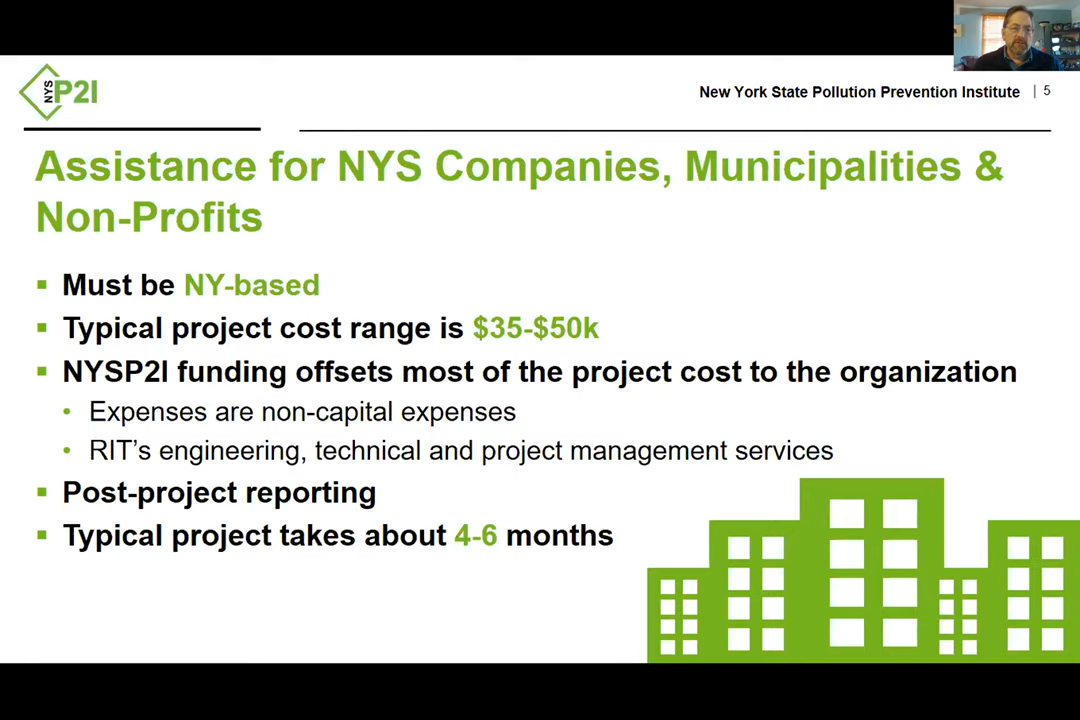 NYS P2I
New York State Pollution Prevention Institute | 5
Assistance for NYS Companies, Municipalities &
Non-Profits
Must be NY-based
Typical project cost range is $35-$50k
NYSP2I funding offsets most of the project cost to the organization
Expenses are non-capital expenses
RIT’s engineering, technical and project management services
Post-project reporting
Typical project takes about 4-6 months